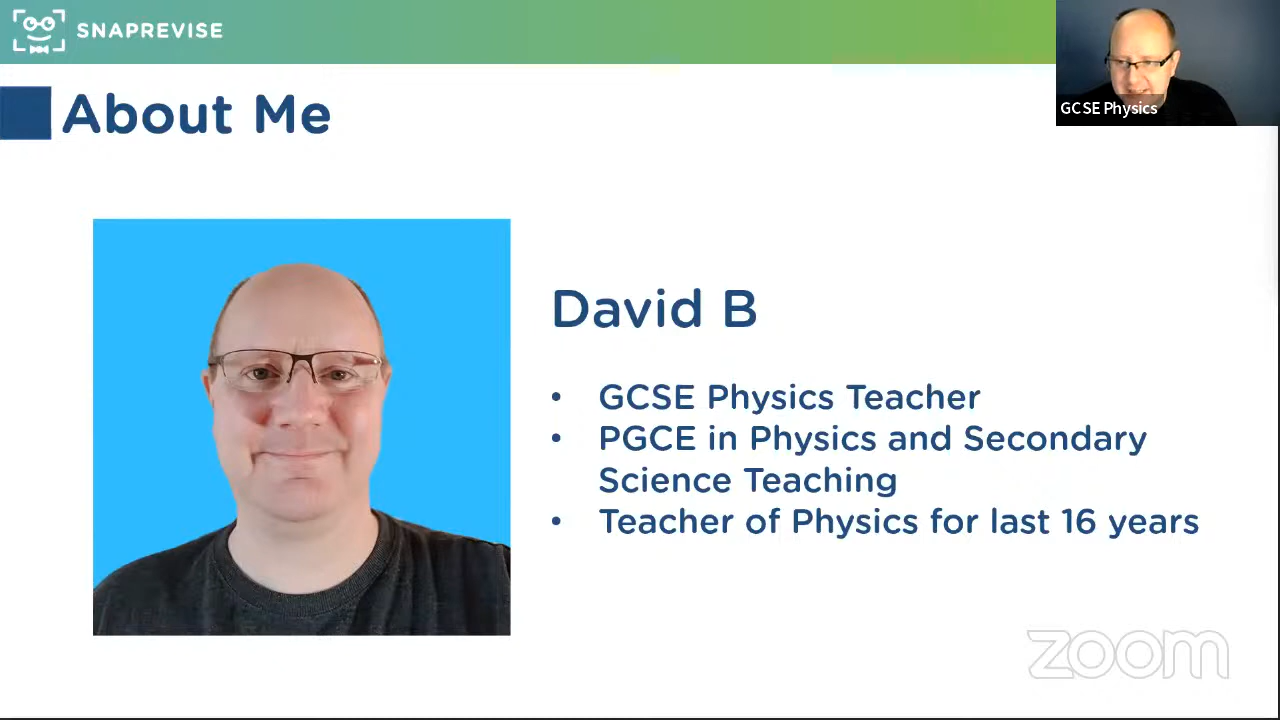 SNAPREVISE
About Me
GCSE Physics
David B
• GCSE Physics Teacher
• PGCE in Physics and Secondary
Science Teaching
• Teacher of Physics for last 16 years
zoom